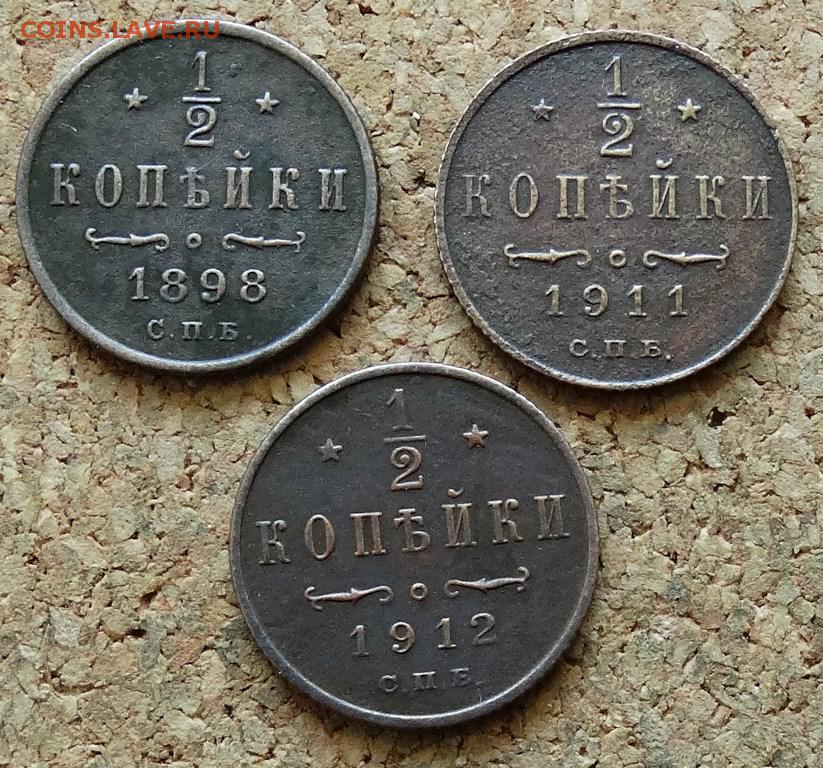 COINS.LAVE.RU
1
2
КОПѢЙКИ
1898
С.П.Б.
1
2
КОПѢЙКИ
1911
С.П.Б.
1
2
КОПѢЙКИ
1912
С.П.Б.